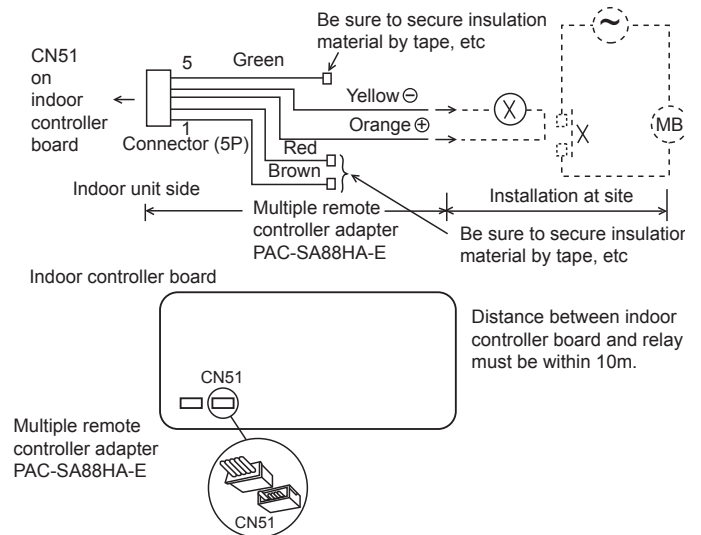 Be sure to secure insulation
material by tape, etc
CN51
on
indoor
controller
board
5
Green
Yellow ⊖
Orange ⊕
1
Connector (5P)
Red
Brown
X
X
~
MB
Indoor unit side
Installation at site
Multiple remote
controller adapter
PAC-SA88HA-E
Be sure to secure insulation
material by tape, etc
Indoor controller board
Distance between indoor
controller board and relay
must be within 10m.
CN51
Multiple remote
controller adapter
PAC-SA88HA-E
CN51